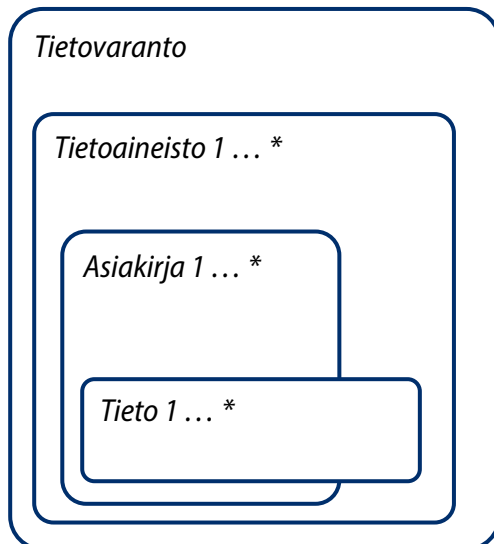 Tietovaranto
Tietoaineisto 1 … *
Asiakirja 1 … *
Tieto 1 … *